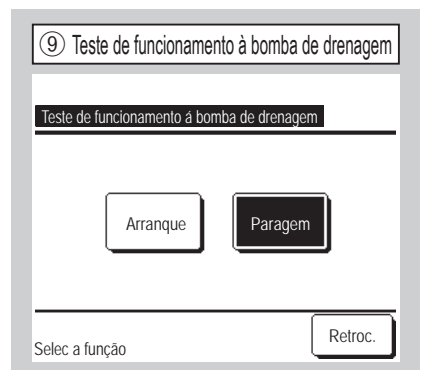 ⑨ Teste de funcionamento à bomba de drenagem
Teste de funcionamento á bomba de drenagem
Arranque
Paragem
Selec a função
Retroc.